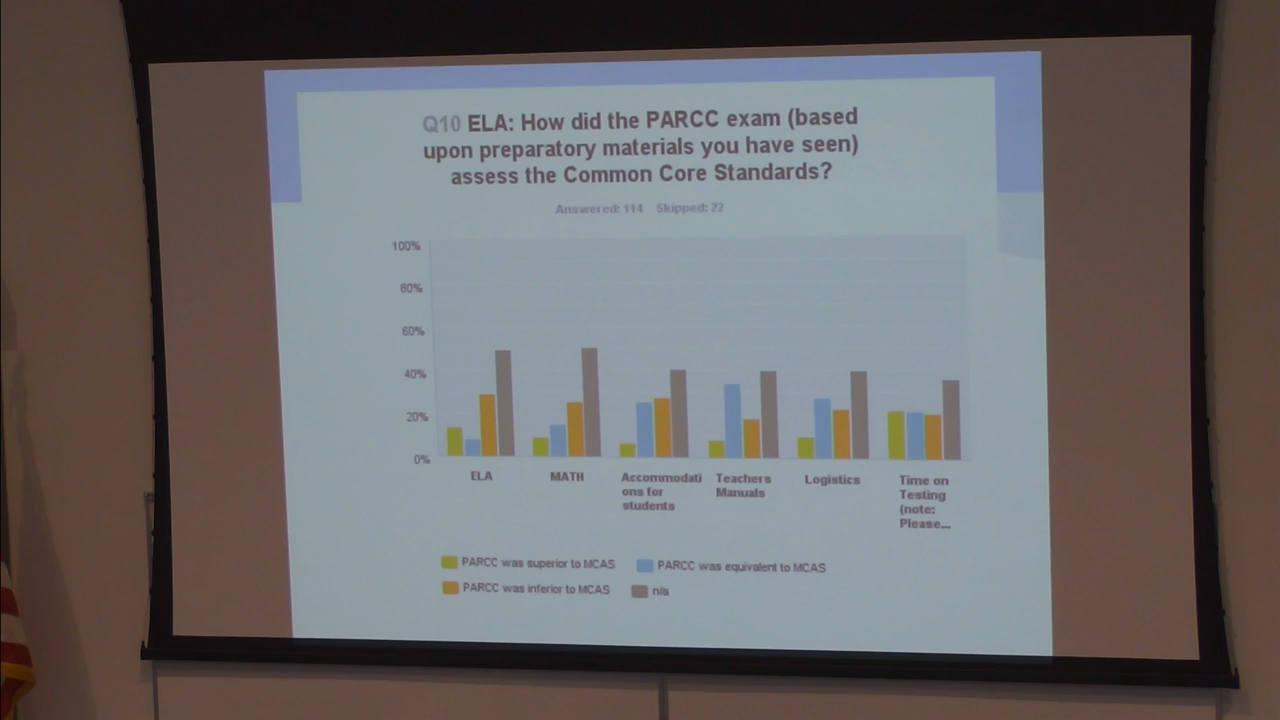 Q10 ELA: How did the PARCC exam (based
upon preparatory materials you have seen)
assess the Common Core Standards?
Answered: 114 Skipped: 22
100%
80%
60%
40%
20%
0%
ELA
MATH
Accommodati
ons for
students
Teachers
Manuals
Logistics
Time on
Testing
(note:
Please...
PARCC was superior to MCAS
PARCC was equivalent to MCAS
PARCC was inferior to MCAS
n/a